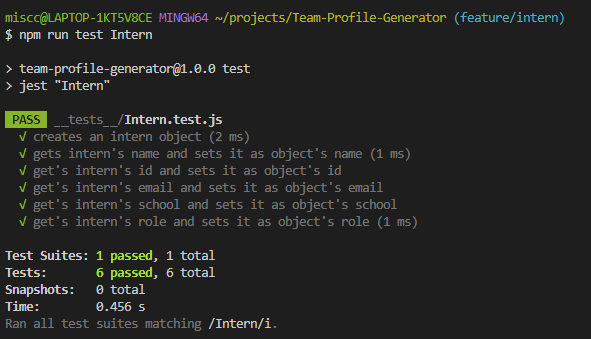 miscc@LAPTOP-1KT5V8CE MINGW64 ~/projects/Team-Profile-Generator (feature/intern)
$ npm run test Intern
> team-profile-generator@1.0.0 test
> jest "Intern"
PASS __tests__/Intern.test.js
√ creates an intern object (2 ms)
√ gets intern's name and sets it as object's name (1 ms)
√ get's intern's id and sets it as object's id
√ get's intern's email and sets it as object's email
√ get's intern's school and sets it as object's school
√ get's intern's role and sets it as object's role (1 ms)
Test Suites: 1 passed, 1 total
Tests: 6 passed, 6 total
Snapshots: 0 total
Time: 0.456 s
Ran all test suites matching /Intern/i.